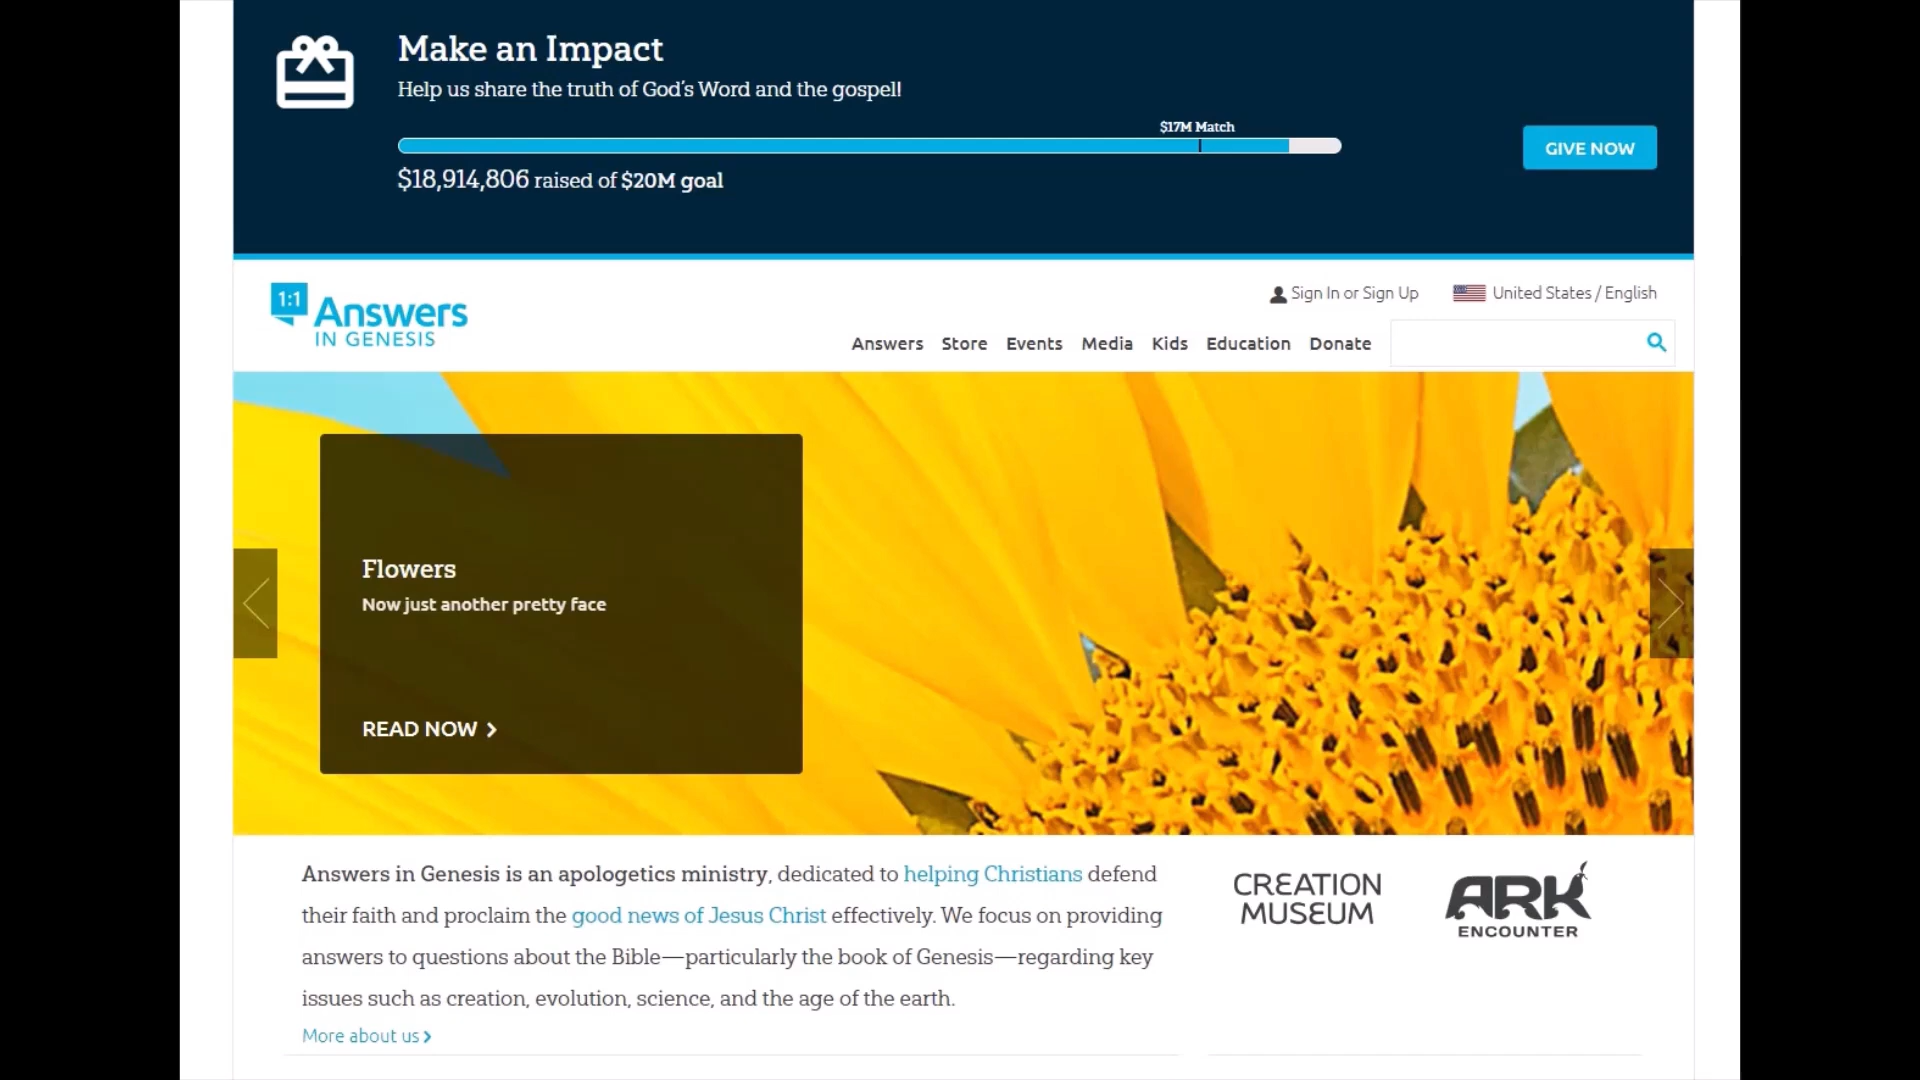 Make an Impact
Help us share the truth of God's Word and the gospel!
$17M Match
$18,914,806 raised of $20M goal
GIVE NOW
1:1 Answers
IN GENESIS
Sign In or Sign Up
United States / English
Answers Store Events Media Kids Education Donate
Flowers
Now just another pretty face
READ NOW
Answers in Genesis is an apologetics ministry, dedicated to helping Christians defend
their faith and proclaim the good news of Jesus Christ effectively. We focus on providing
answers to questions about the Bible—particularly the book of Genesis—regarding key
issues such as creation, evolution, science, and the age of the earth.
More about us
CREATION
MUSEUM
ARK
ENCOUNTER